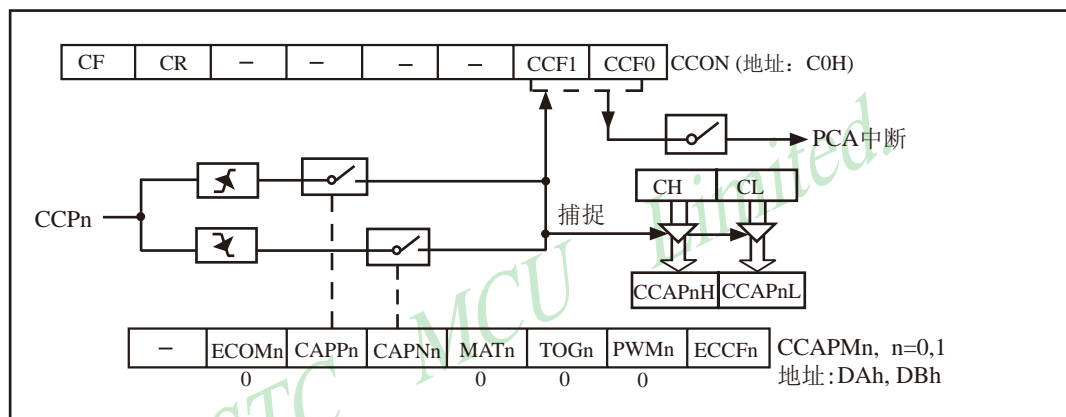 CF CR － － － － CCF1 CCF0 CCON (地址：C0H)
PCA中断
CH CL
CCPn
捕捉
CCAPnH CCAPnL
－ ECOMn CAPPn CAPNn MATn TOGn PWMn ECCFn CCAPMn, n=0,1
0 0 0 0 地址:DAh, DBh
STC MCU Limited.